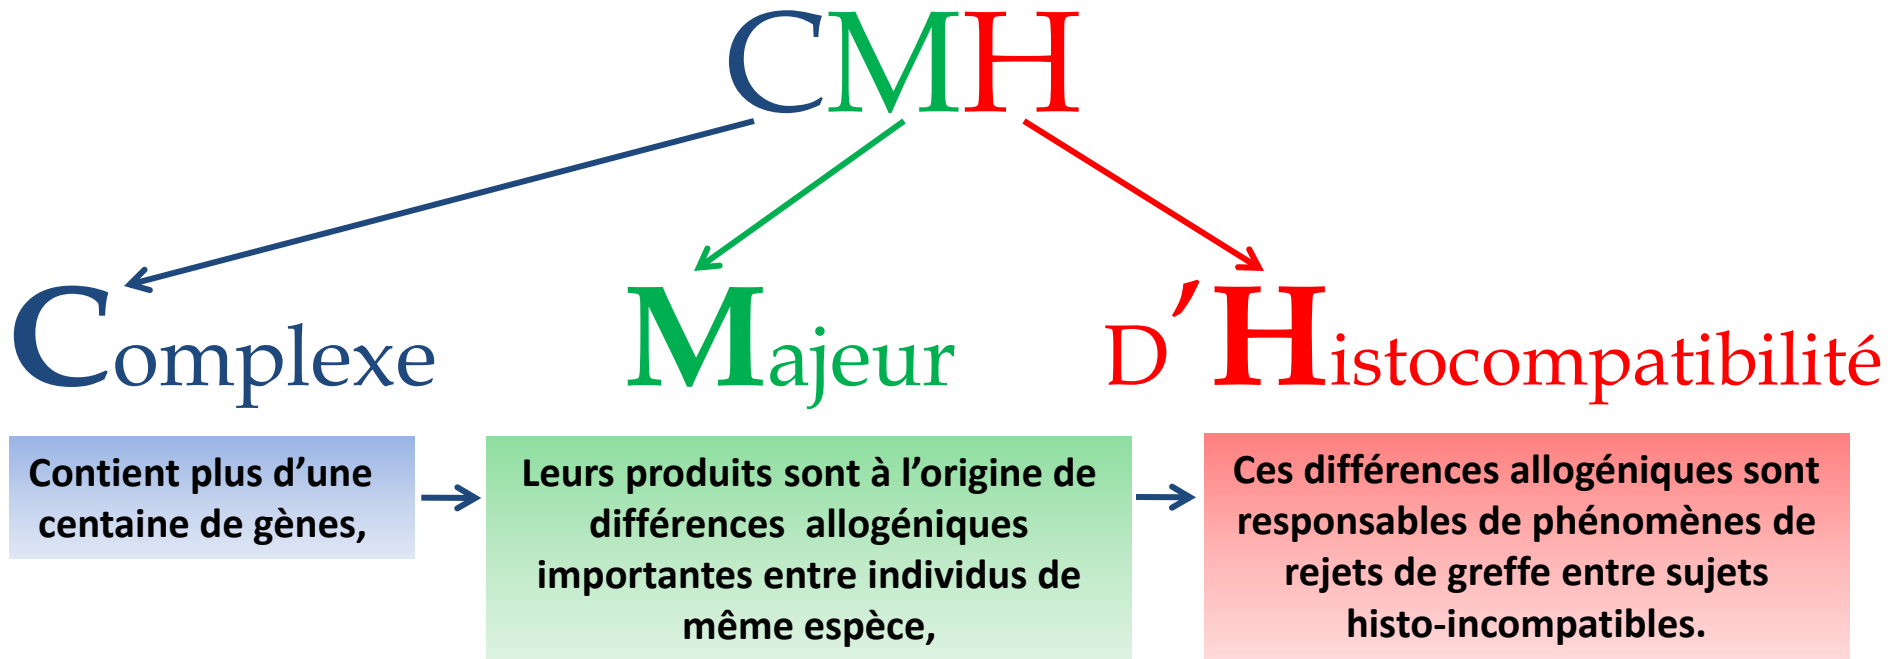 CMH
Complexe
Majeur
D'Histocompatibilité
Contient plus d’une
centaine de gènes,
Leurs produits sont à l’origine de
différences allogéniques
importantes entre individus de
même espèce,
Ces différences allogéniques sont
responsables de phénomènes de
rejets de greffe entre sujets
histo-incompatibles.